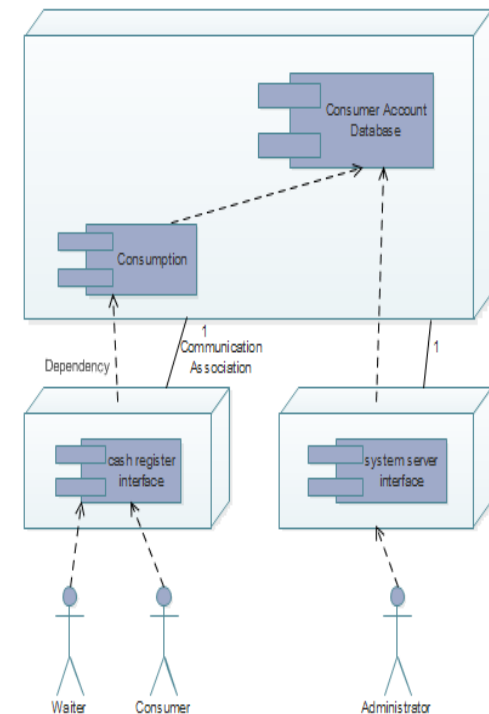 Consumer Account
Database
Consumption
1
Communication
Association
Dependency
1
cash register
interface
system server
interface
Waiter
Consumer
Administrator